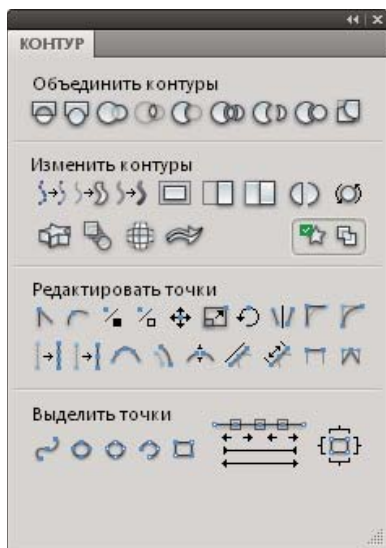 КОНТУР
Объединить контуры
Изменить контуры
Редактировать точки
Выделить точки